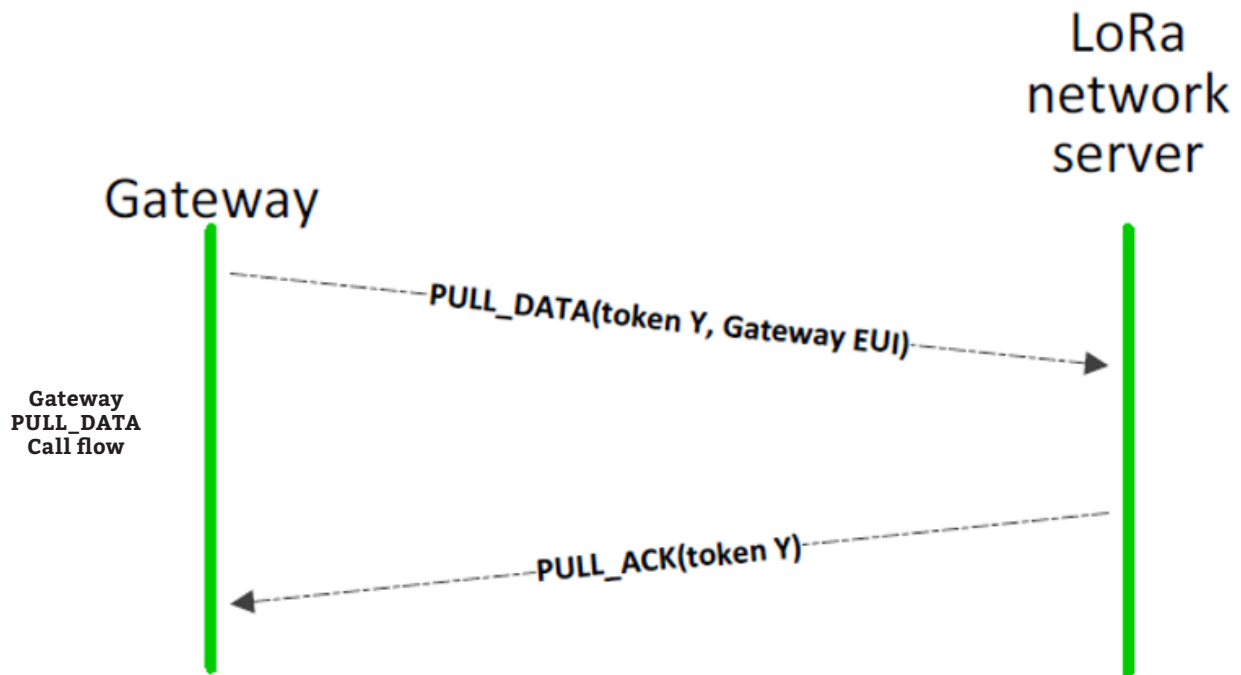 LoRa
network
server
Gateway
PULL_DATA(token Y, Gateway EUI)
Gateway
PULL_DATA
Call flow
PULL_ACK(token Y)